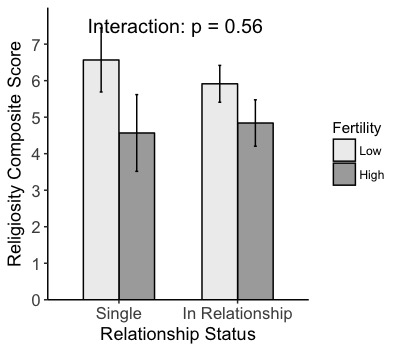 Interaction: p = 0.56
Religiosity Composite Score
7
6
5
4
3
2
1
0
Single
In Relationship
Relationship Status
Fertility
Low
High